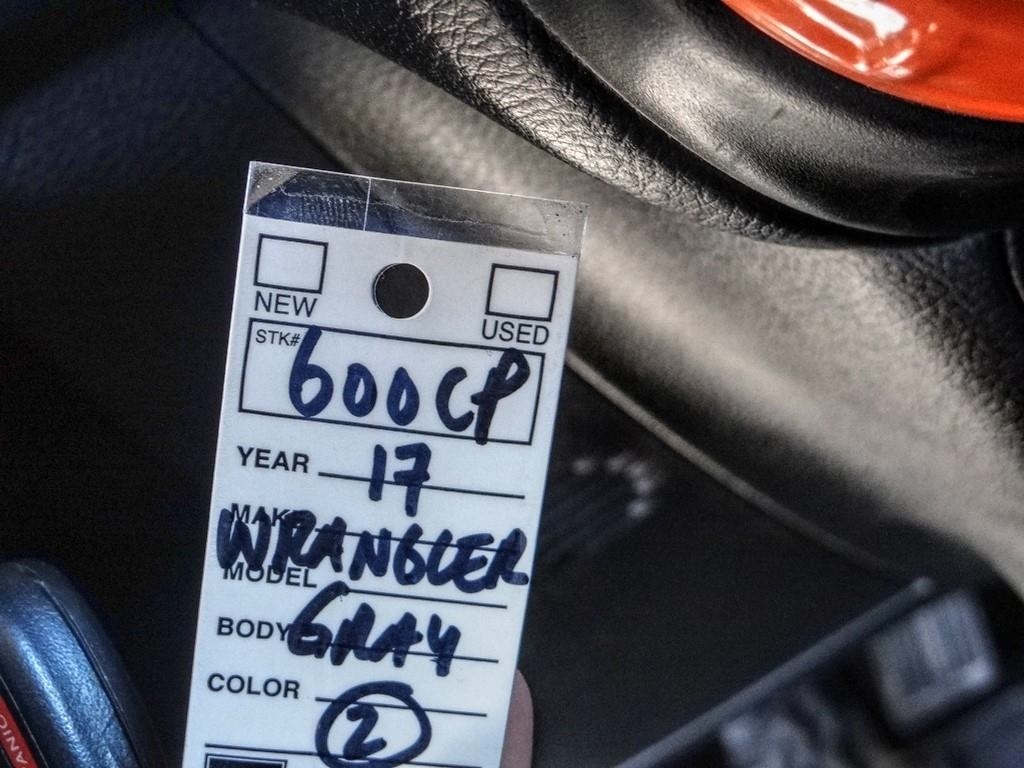 NEW USED
STK# 600CP
YEAR 17
MAKE
WRANGLER
MODEL
BODY GRAY
COLOR
2